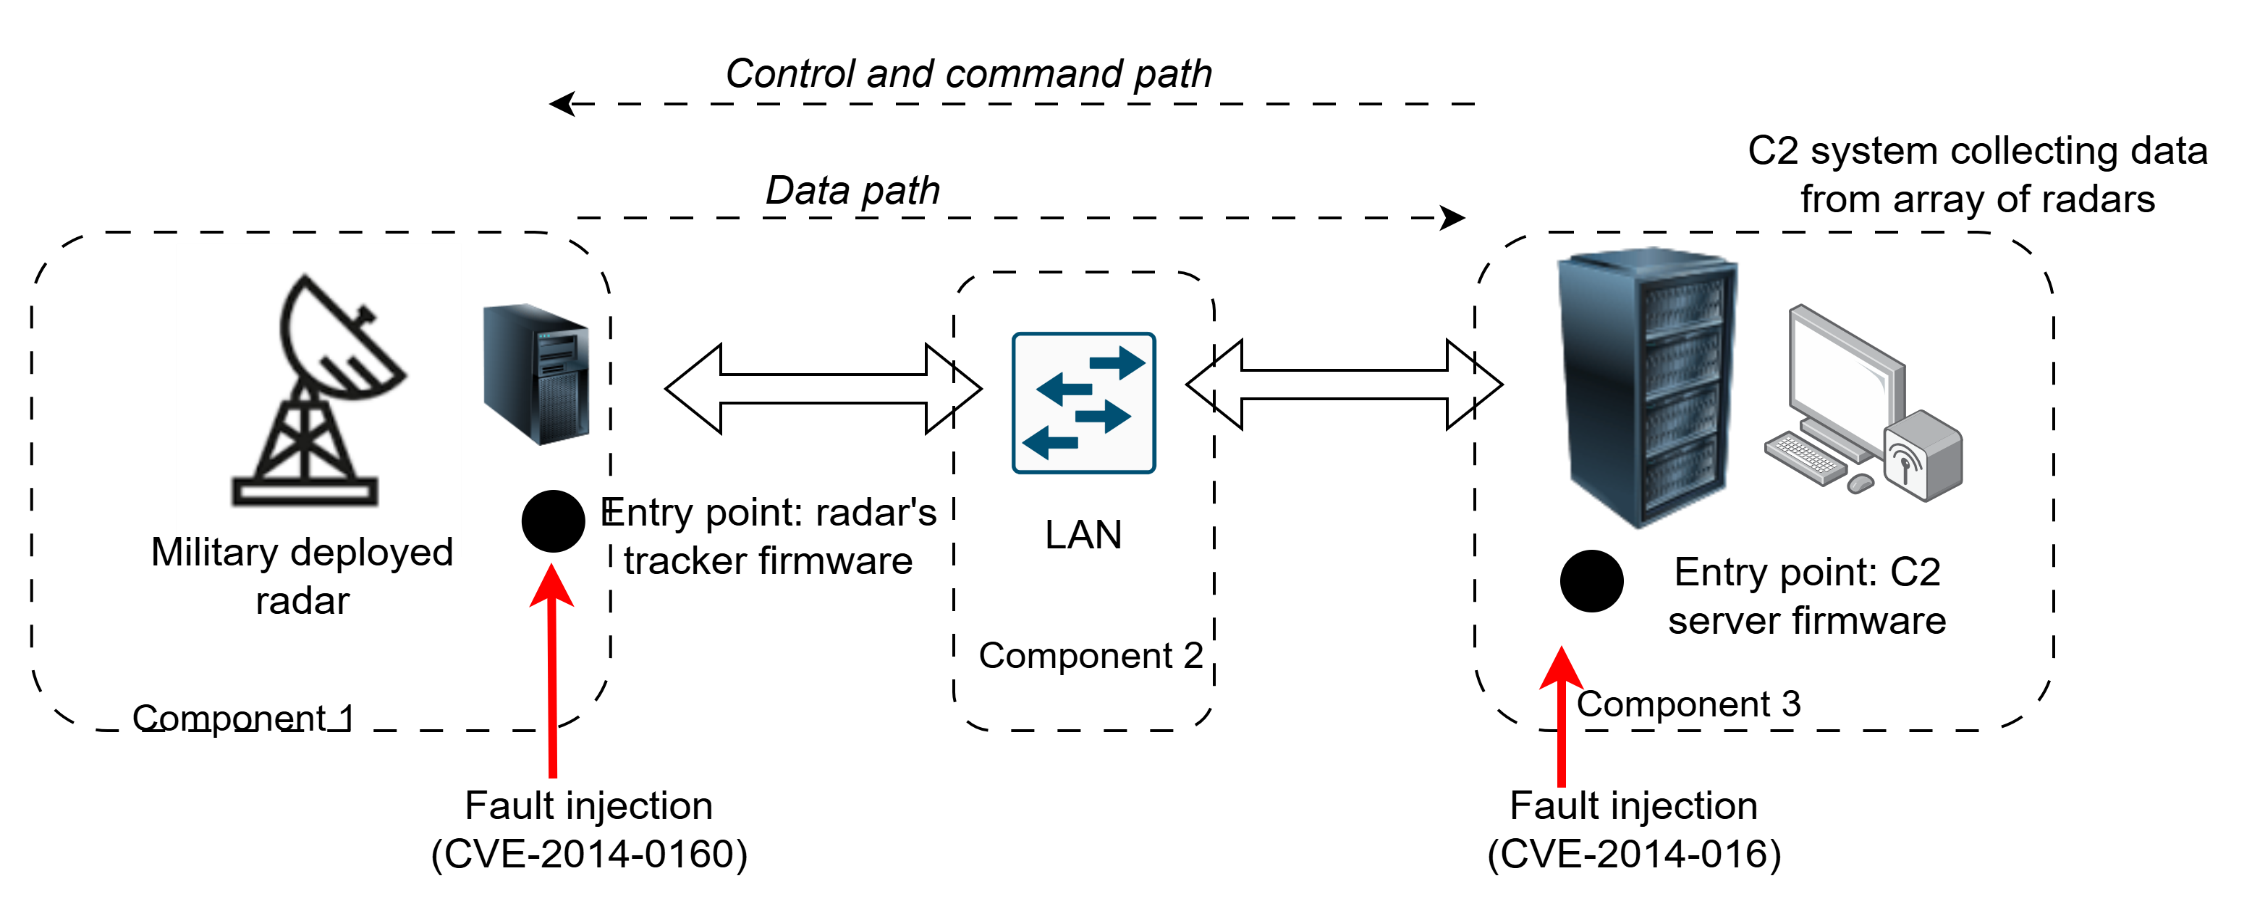 Control and command path
Data path
C2 system collecting data
from array of radars
Military deployed
radar
Entry point: radar's
tracker firmware
Component 1
LAN
Component 2
Entry point: C2
server firmware
Component 3
Fault injection
(CVE-2014-0160)
Fault injection
(CVE-2014-016)